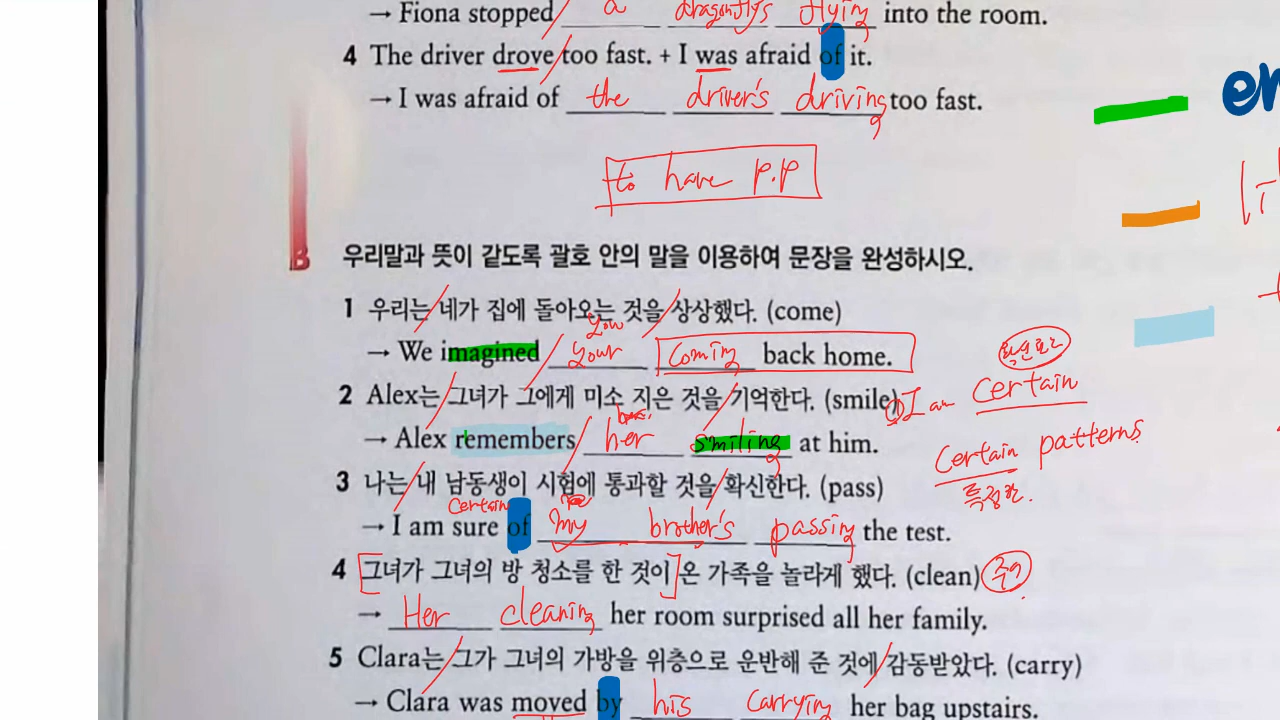 → Fiona stopped a dragonfly's flying into the room.
4 The driver drove too fast. + I was afraid of it.
→ I was afraid of the driver's driving too fast.
to have p.p
B 우리말과 뜻이 같도록 괄호 안의 말을 이용하여 문장을 완성하시오.
1 우리는 네가 집에 돌아오는 것을 상상했다. (come)
you
→ We imagined your coming back home.
확신하고
2 Alex는 그녀가 그에게 미소 지은 것을 기억한다. (smile) I am certain
→ Alex remembers her smiling at him.
certain patterns
특정한.
3 나는 내 남동생이 시험에 통과할 것을 확신한다. (pass)
certain
→ I am sure of my brother's passing the test.
4 그녀가 그녀의 방 청소를 한 것이 온 가족을 놀라게 했다. (clean) 주어
→ Her cleaning her room surprised all her family.
5 Clara는 그가 그녀의 가방을 위층으로 운반해 준 것에 감동받았다. (carry)
→ Clara was moved by his carrying her bag upstairs.